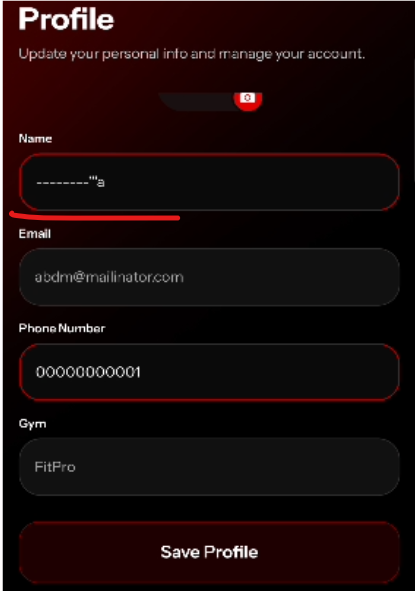 Profile
Update your personal info and manage your account.
Name
--------"'a
Email
abdm@mailinator.com
Phone Number
00000000001
Gym
FitPro
Save Profile